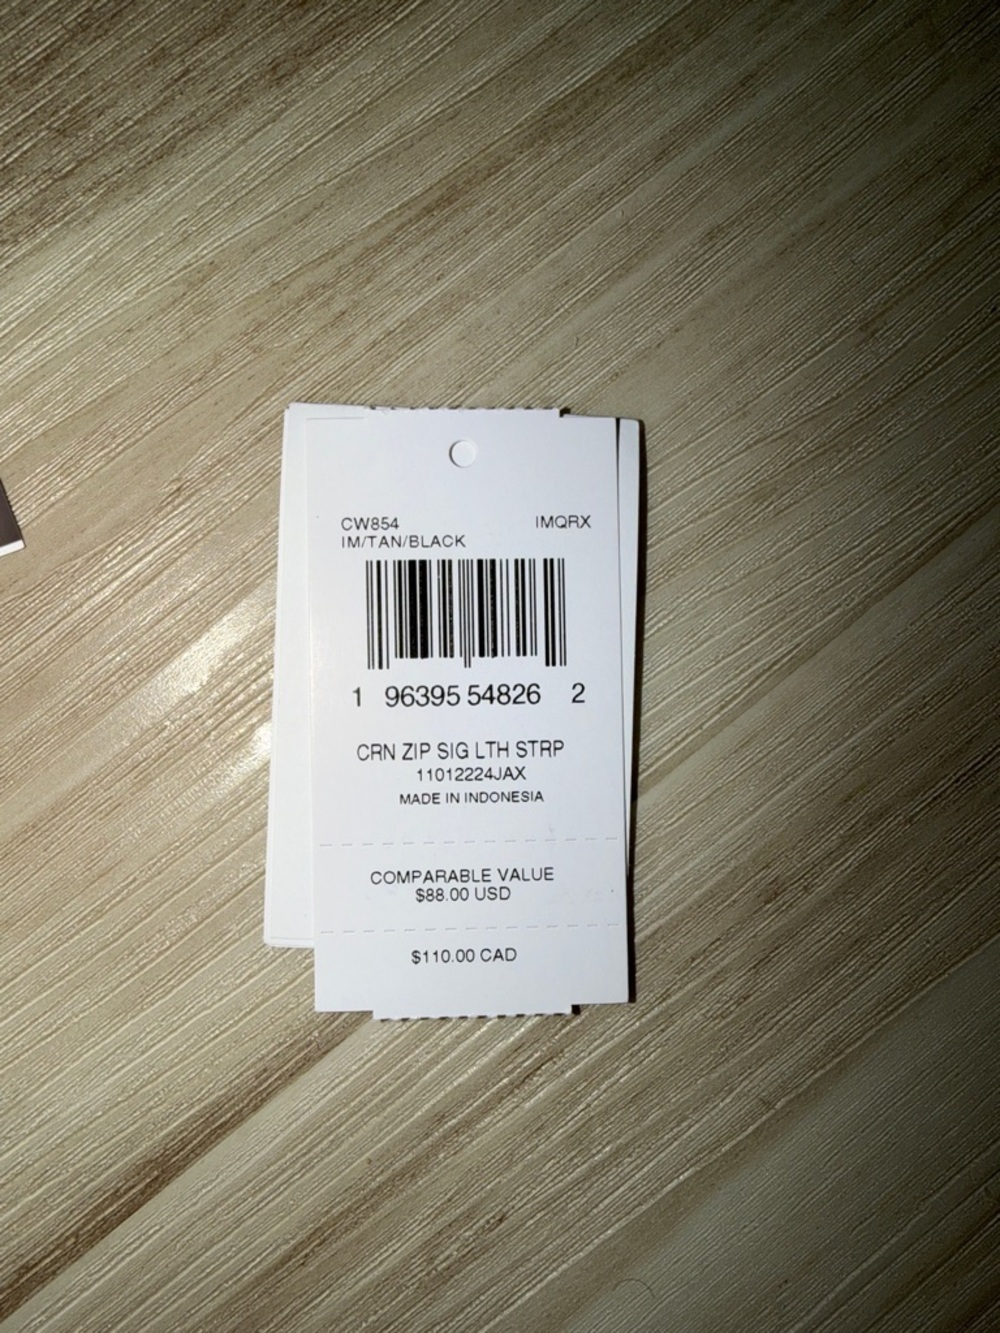 CW854 IMQRX
IM/TAN/BLACK
1 96395 54826 2
CRN ZIP SIG LTH STRP
11012224JAX
MADE IN INDONESIA
COMPARABLE VALUE
$88.00 USD
$110.00 CAD